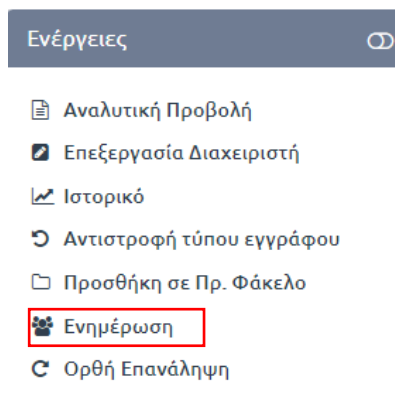 Ενέργειες
Αναλυτική Προβολή
Επεξεργασία Διαχειριστή
Ιστορικό
Αντιστροφή τύπου εγγράφου
Προσθήκη σε Πρ. Φάκελο
Ενημέρωση
Ορθή Επανάληψη